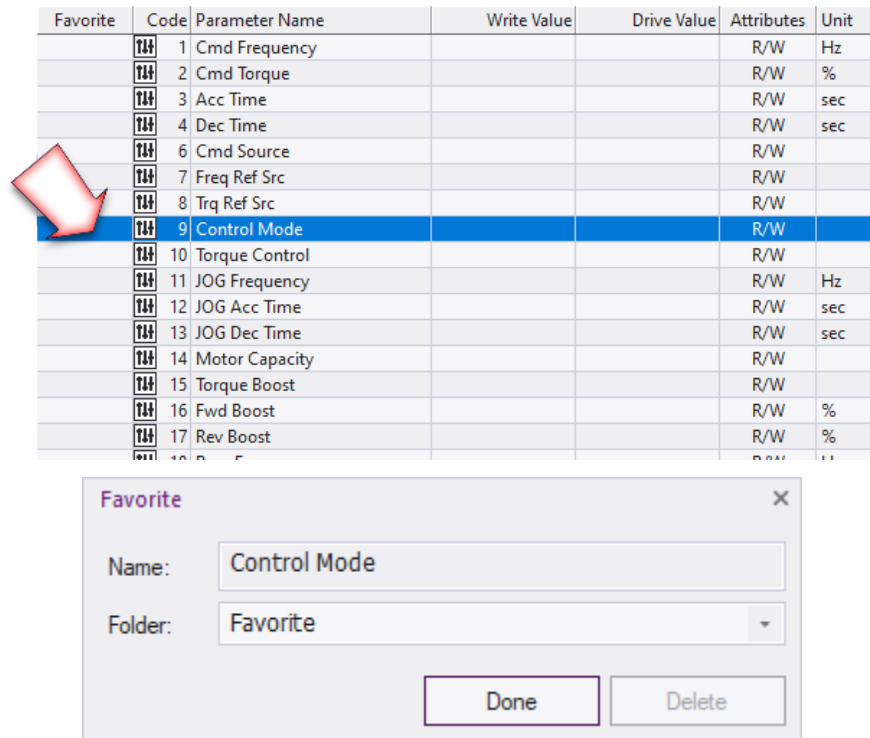 Favorite Code Parameter Name Write Value Drive Value Attributes Unit
1 Cmd Frequency R/W Hz
2 Cmd Torque R/W %
3 Acc Time R/W sec
4 Dec Time R/W sec
6 Cmd Source R/W
7 Freq Ref Src R/W
8 Trq Ref Src R/W
9 Control Mode R/W
10 Torque Control R/W
11 JOG Frequency R/W Hz
12 JOG Acc Time R/W sec
13 JOG Dec Time R/W sec
14 Motor Capacity R/W
15 Torque Boost R/W
16 Fwd Boost R/W %
17 Rev Boost R/W %
Favorite
Name: Control Mode
Folder: Favorite
Done Delete